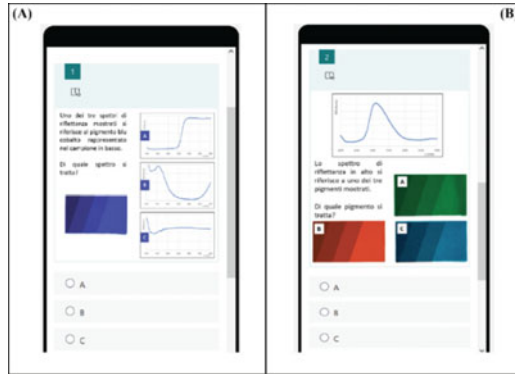 (A)
1
Uno dei tre spettri di
riflettanza mostrati si
riferisce al pigmento blu
cobalto rappresentato
nel campione in basso.
Di quale spettro si
tratta?
A
B
C
A
B
C
(B
2
Lo spettro di
riflettanza in alto si
riferisce a uno dei tre
pigmenti mostrati.
Di quale pigmento si
tratta?
A
B
C
A
B
C